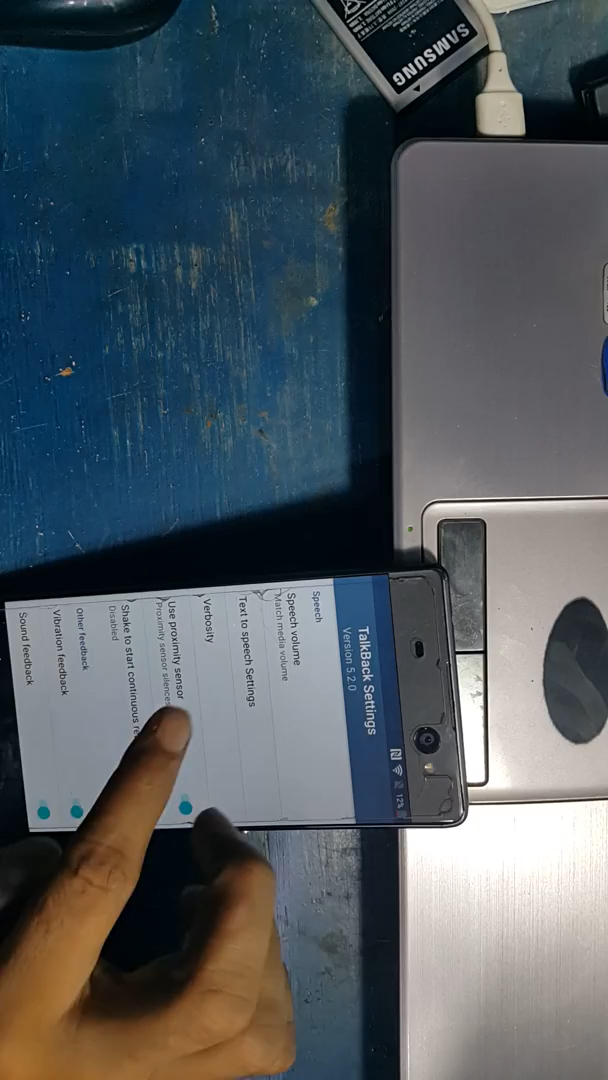 SAMSUNG
12%
TalkBack Settings
Version 5.2.0
Speech
Speech volume
Match media volume
Text to speech Settings
Verbosity
Use proximity sensor
Proximity sensor silences
Shake to start continuous re
Disabled
Other feedback
Vibration feedback
Sound feedback